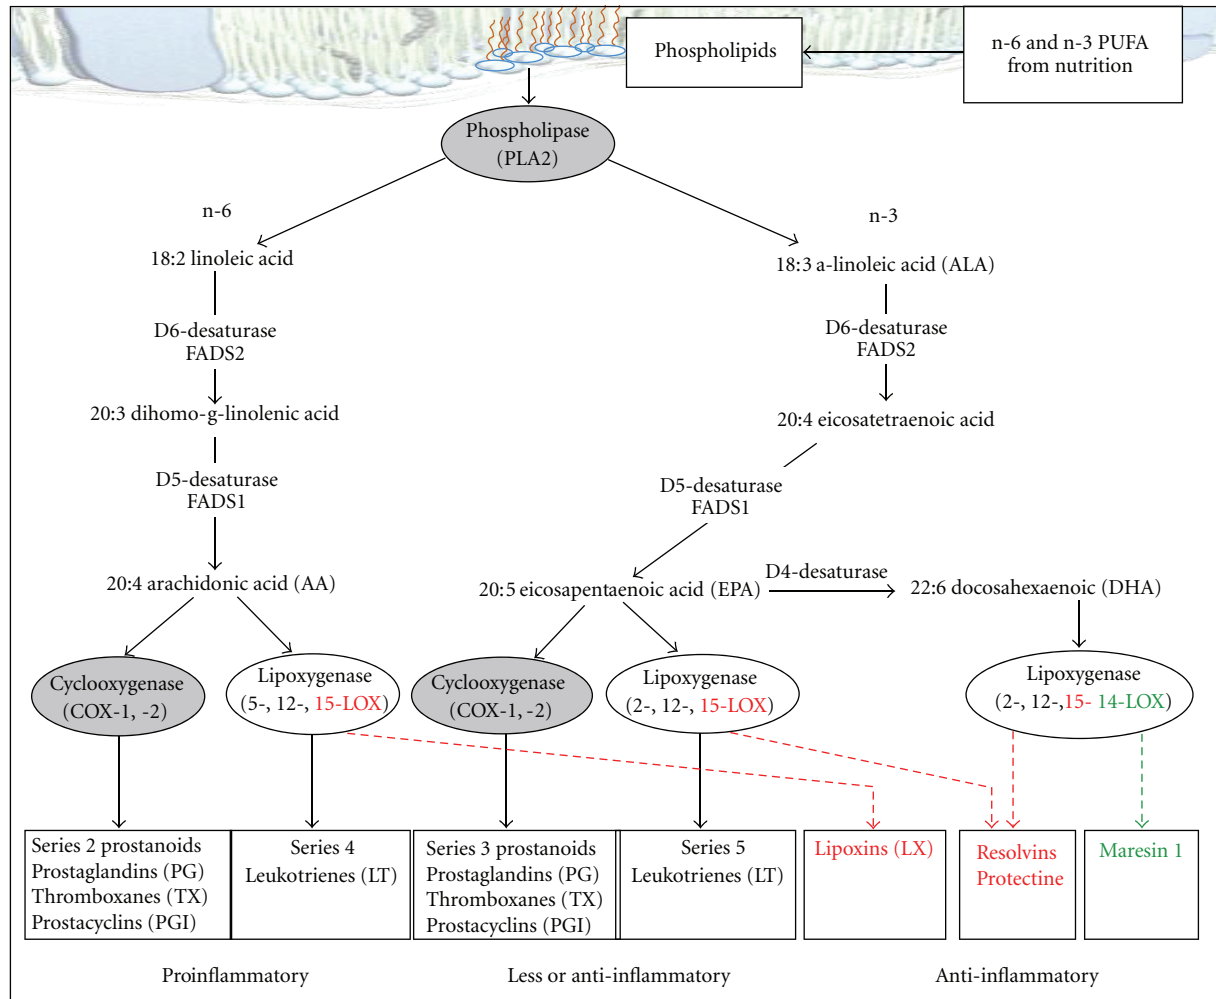 Phospholipids
n-6 and n-3 PUFA
from nutrition
Phospholipase
(PLA2)
n-6
n-3
18:2 linoleic acid
18:3 a-linoleic acid (ALA)
D6-desaturase
FADS2
D6-desaturase
FADS2
20:3 dihomo-g-linolenic acid
20:4 eicosatetraenoic acid
D5-desaturase
FADS1
D5-desaturase
FADS1
20:4 arachidonic acid (AA)
20:5 eicosapentaenoic acid (EPA)
D4-desaturase
22:6 docosahexaenoic (DHA)
Cyclooxygenase
(COX-1, -2)
Lipoxygenase
(5-, 12-, 15-LOX)
Cyclooxygenase
(COX-1, -2)
Lipoxygenase
(2-, 12-, 15-LOX)
Lipoxygenase
(2-, 12-,15- 14-LOX)
Series 2 prostanoids
Prostaglandins (PG)
Thromboxanes (TX)
Prostacyclins (PGI)
Series 4
Leukotrienes (LT)
Series 3 prostanoids
Prostaglandins (PG)
Thromboxanes (TX)
Prostacyclins (PGI)
Series 5
Leukotrienes (LT)
Lipoxins (LX)
Resolvins
Protectine
Maresin 1
Proinflammatory
Less or anti-inflammatory
Anti-inflammatory